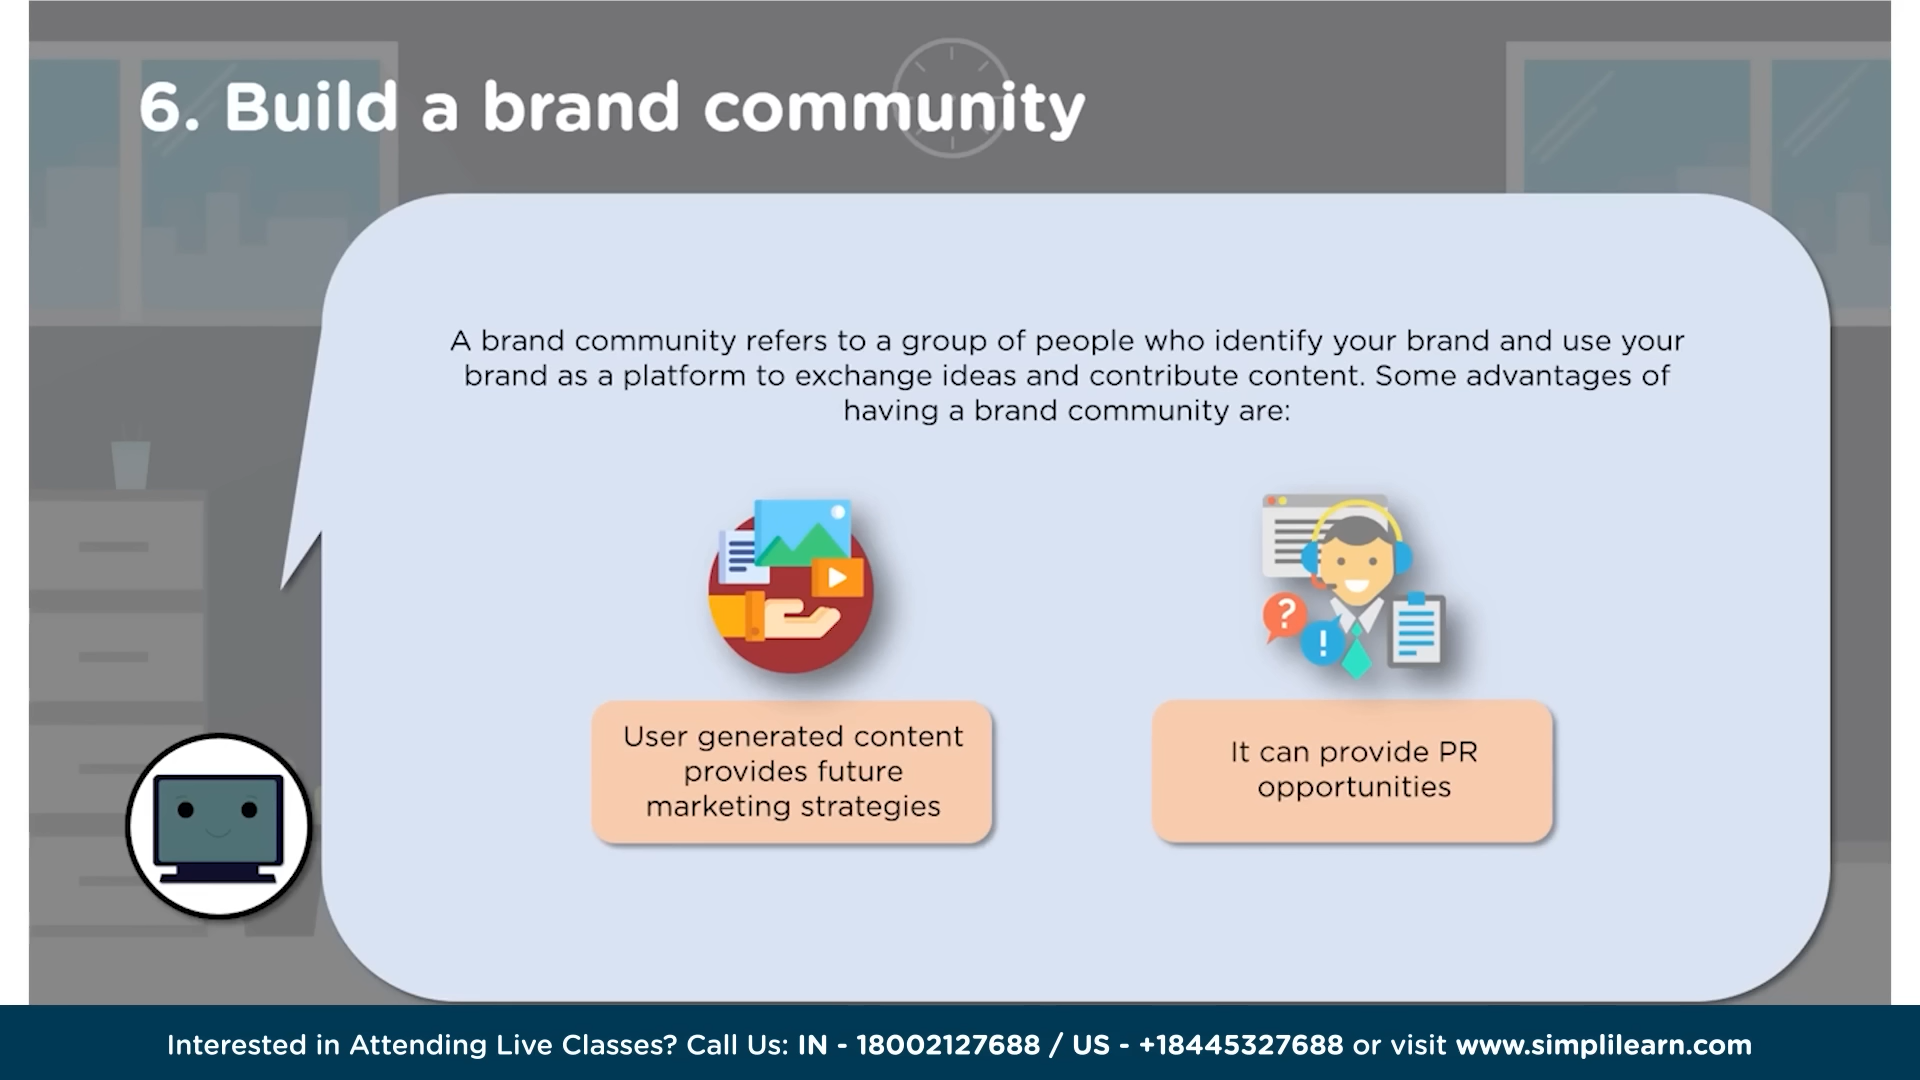 6. Build a brand community
A brand community refers to a group of people who identify your brand and use your
brand as a platform to exchange ideas and contribute content. Some advantages of
having a brand community are:
?
!
User generated content
provides future
marketing strategies
It can provide PR
opportunities
Interested in Attending Live Classes? Call Us: IN - 18002127688 / US - +18445327688 or visit www.simplilearn.com